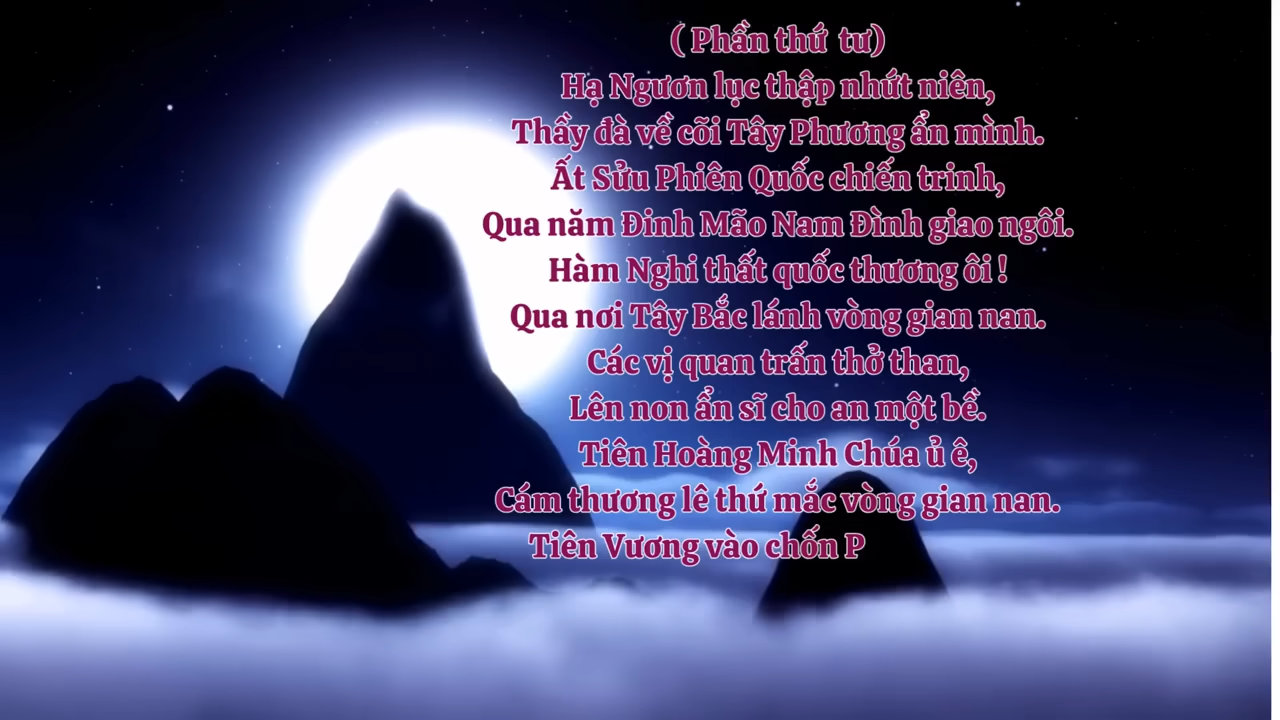 ( Phần thứ tư)
Hạ Ngươn lục thập nhứt niên,
Thầy đà về cõi Tây Phương ẩn mình.
Ất Sửu Phiên Quốc chiến trinh,
Qua năm Đinh Mão Nam Đình giao ngôi.
Hàm Nghi thất quốc thương ôi !
Qua nơi Tây Bắc lánh vòng gian nan.
Các vị quan trấn thở than,
Lên non ẩn sĩ cho an một bề.
Tiên Hoàng Minh Chúa ủ ê,
Cám thương lê thứ mắc vòng gian nan.
Tiên Vương vào chốn P